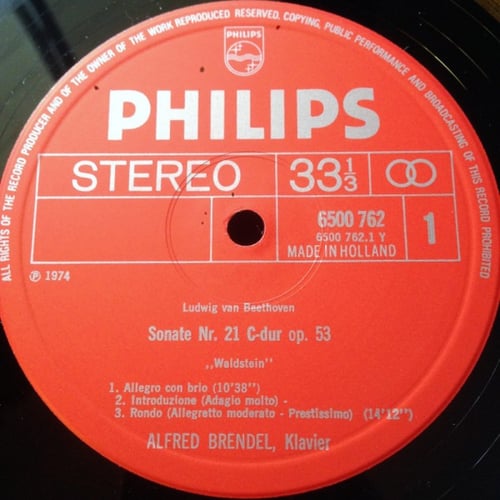 ALL RIGHTS OF THE RECORD PRODUCER AND OF THE OWNER OF THE WORK REPRODUCED RESERVED. COPYING, PUBLIC PERFORMANCE AND BROADCASTING OF THIS RECORD PROHIBITED
PHILIPS
PHILIPS
STEREO 33 1/3
6500 762
6500 762.1 Y
MADE IN HOLLAND
1
℗ 1974
Ludwig van Beethoven
Sonate Nr. 21 C-dur op. 53
,,Waldstein''
1. Allegro con brio (10'38'')
2. Introduzione (Adagio molto) -
3. Rondo (Allegretto moderato - Prestissimo) (14'12'')
ALFRED BRENDEL, Klavier